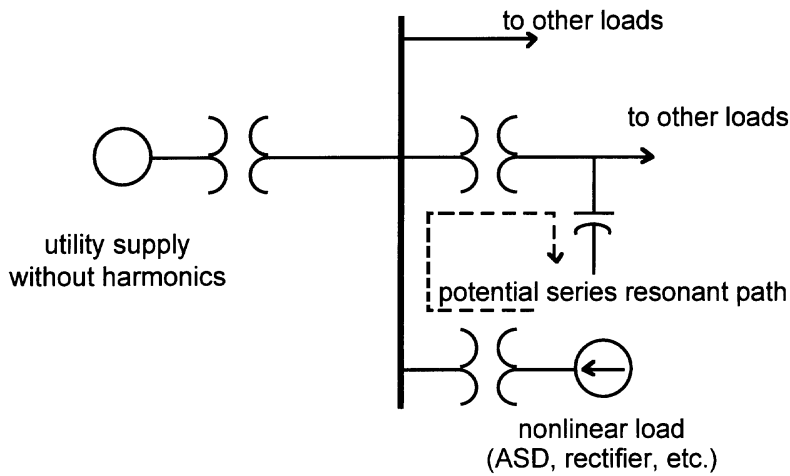 to other loads
to other loads
utility supply
without harmonics
potential series resonant path
nonlinear load
(ASD, rectifier, etc.)